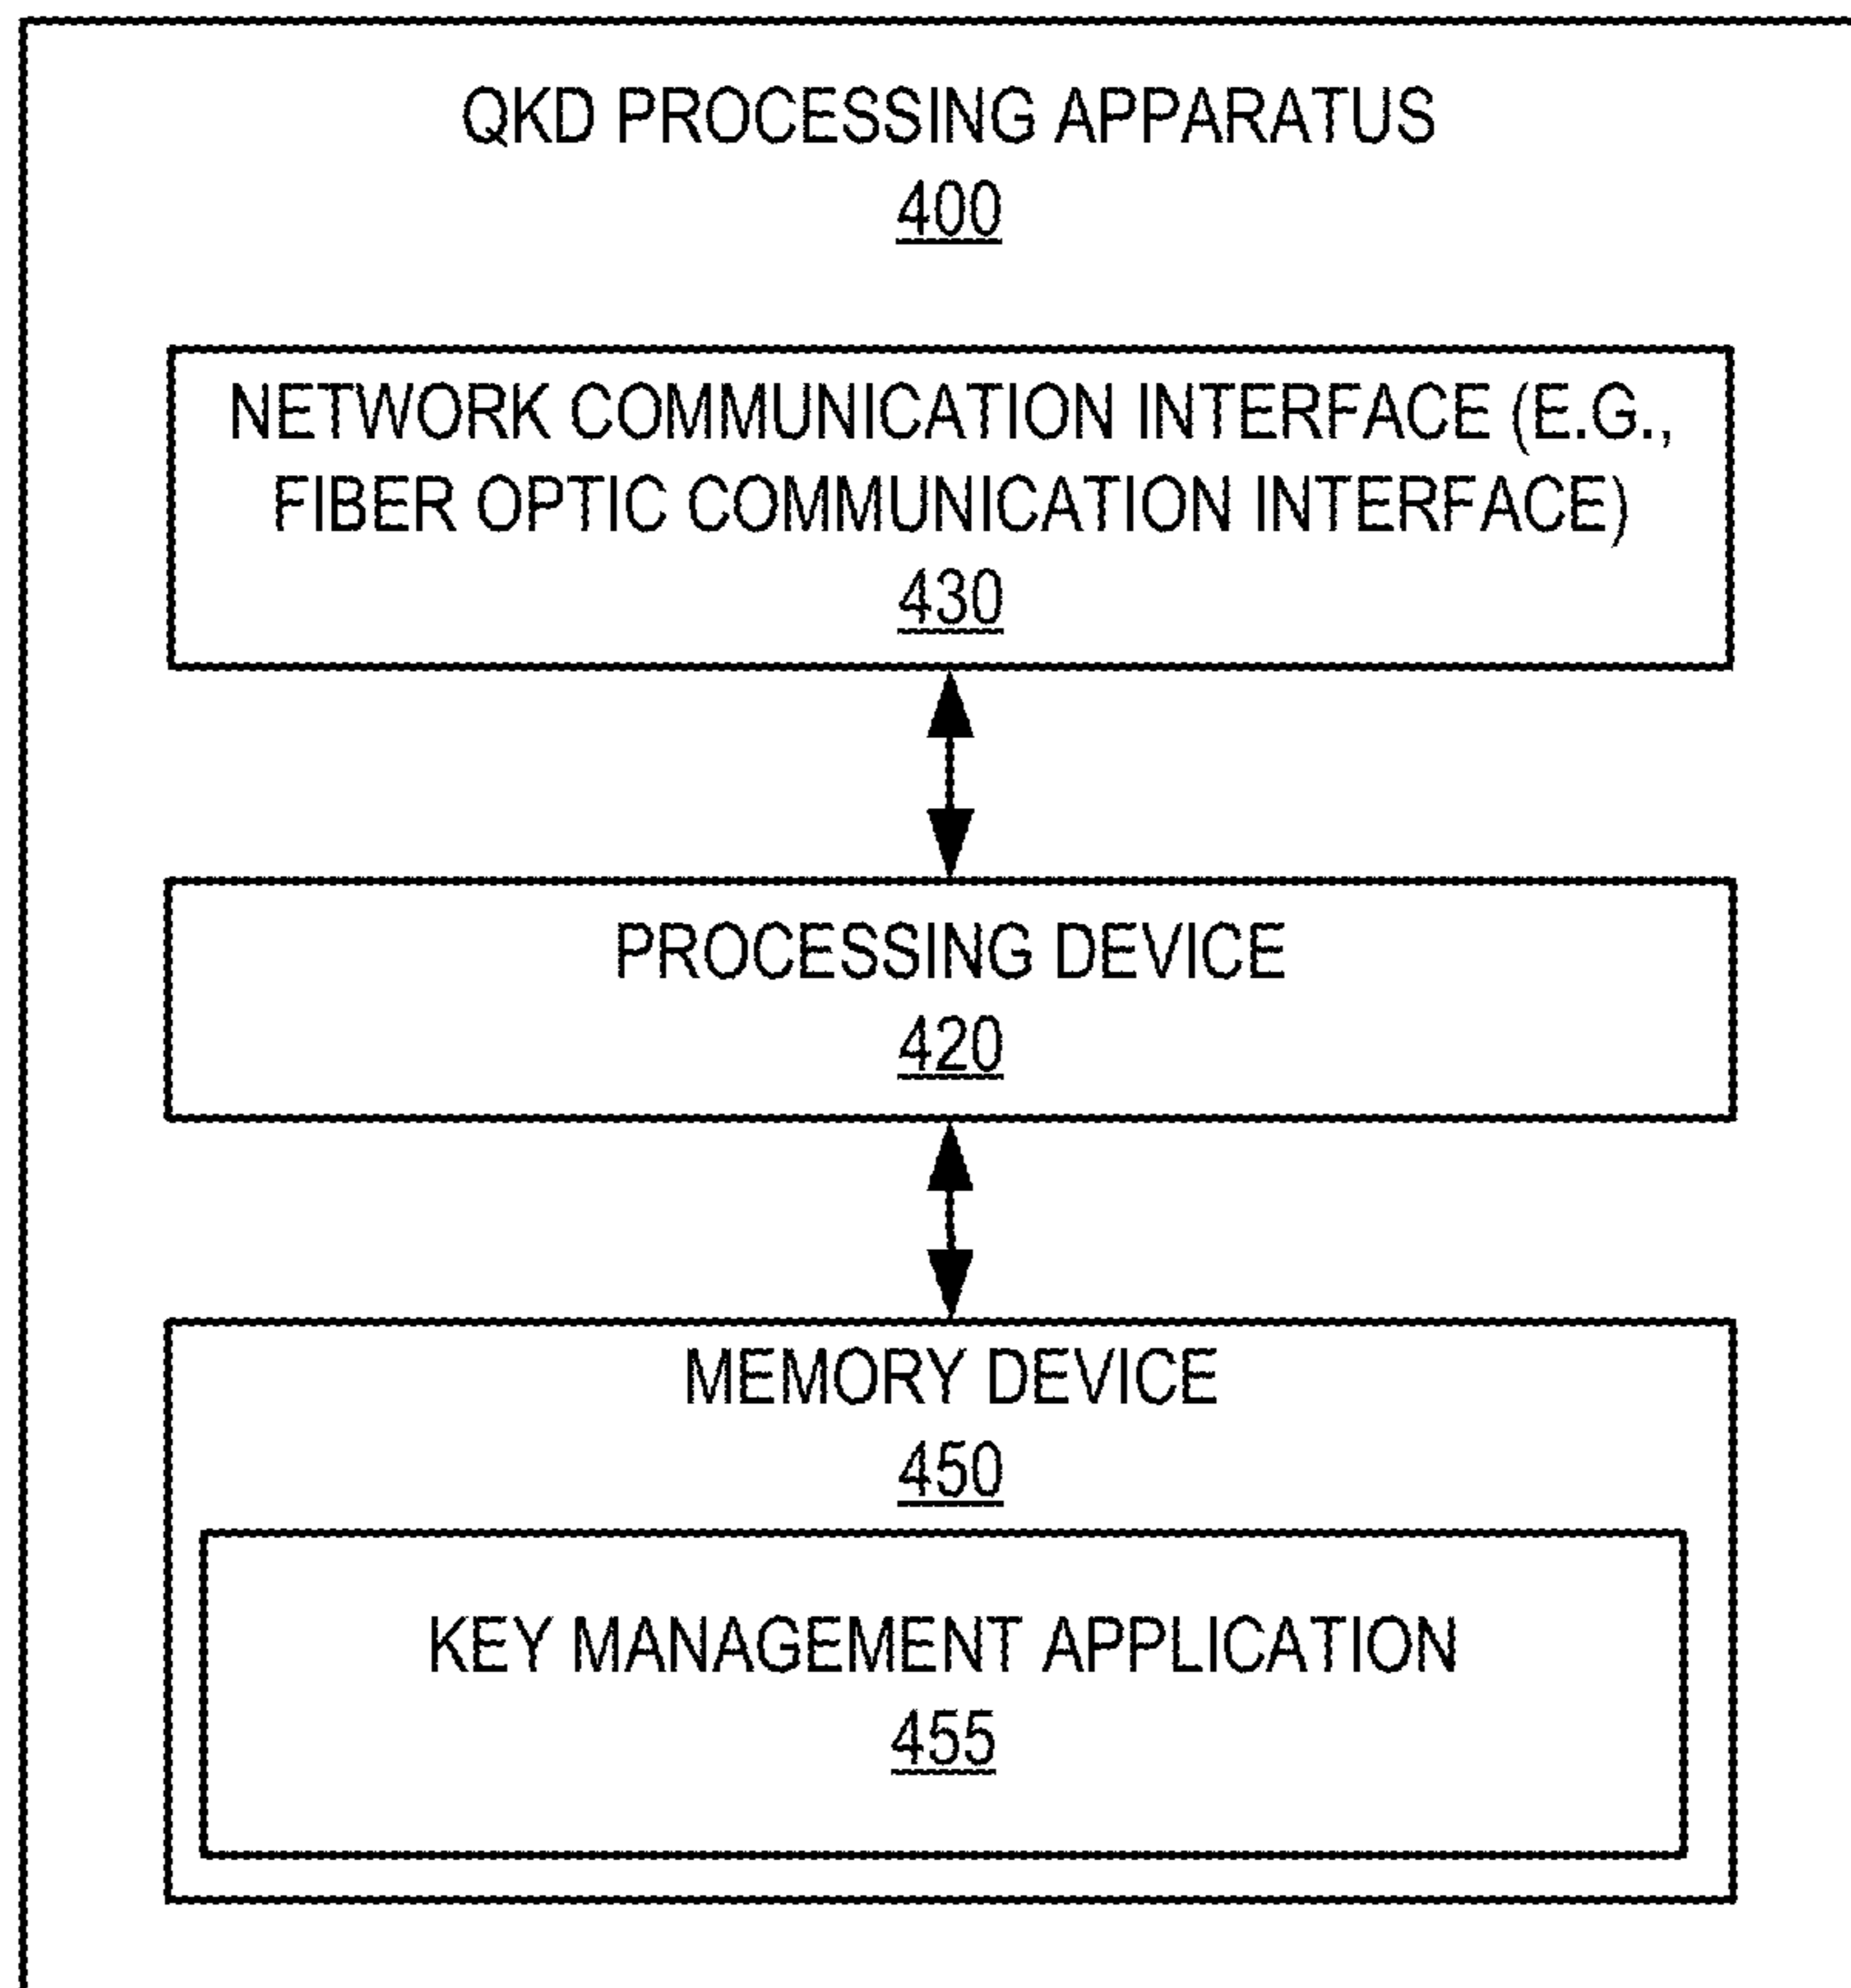 QKD PROCESSING APPARATUS
400
NETWORK COMMUNICATION INTERFACE (E.G.,
FIBER OPTIC COMMUNICATION INTERFACE)
430
PROCESSING DEVICE
420
MEMORY DEVICE
450
KEY MANAGEMENT APPLICATION
455